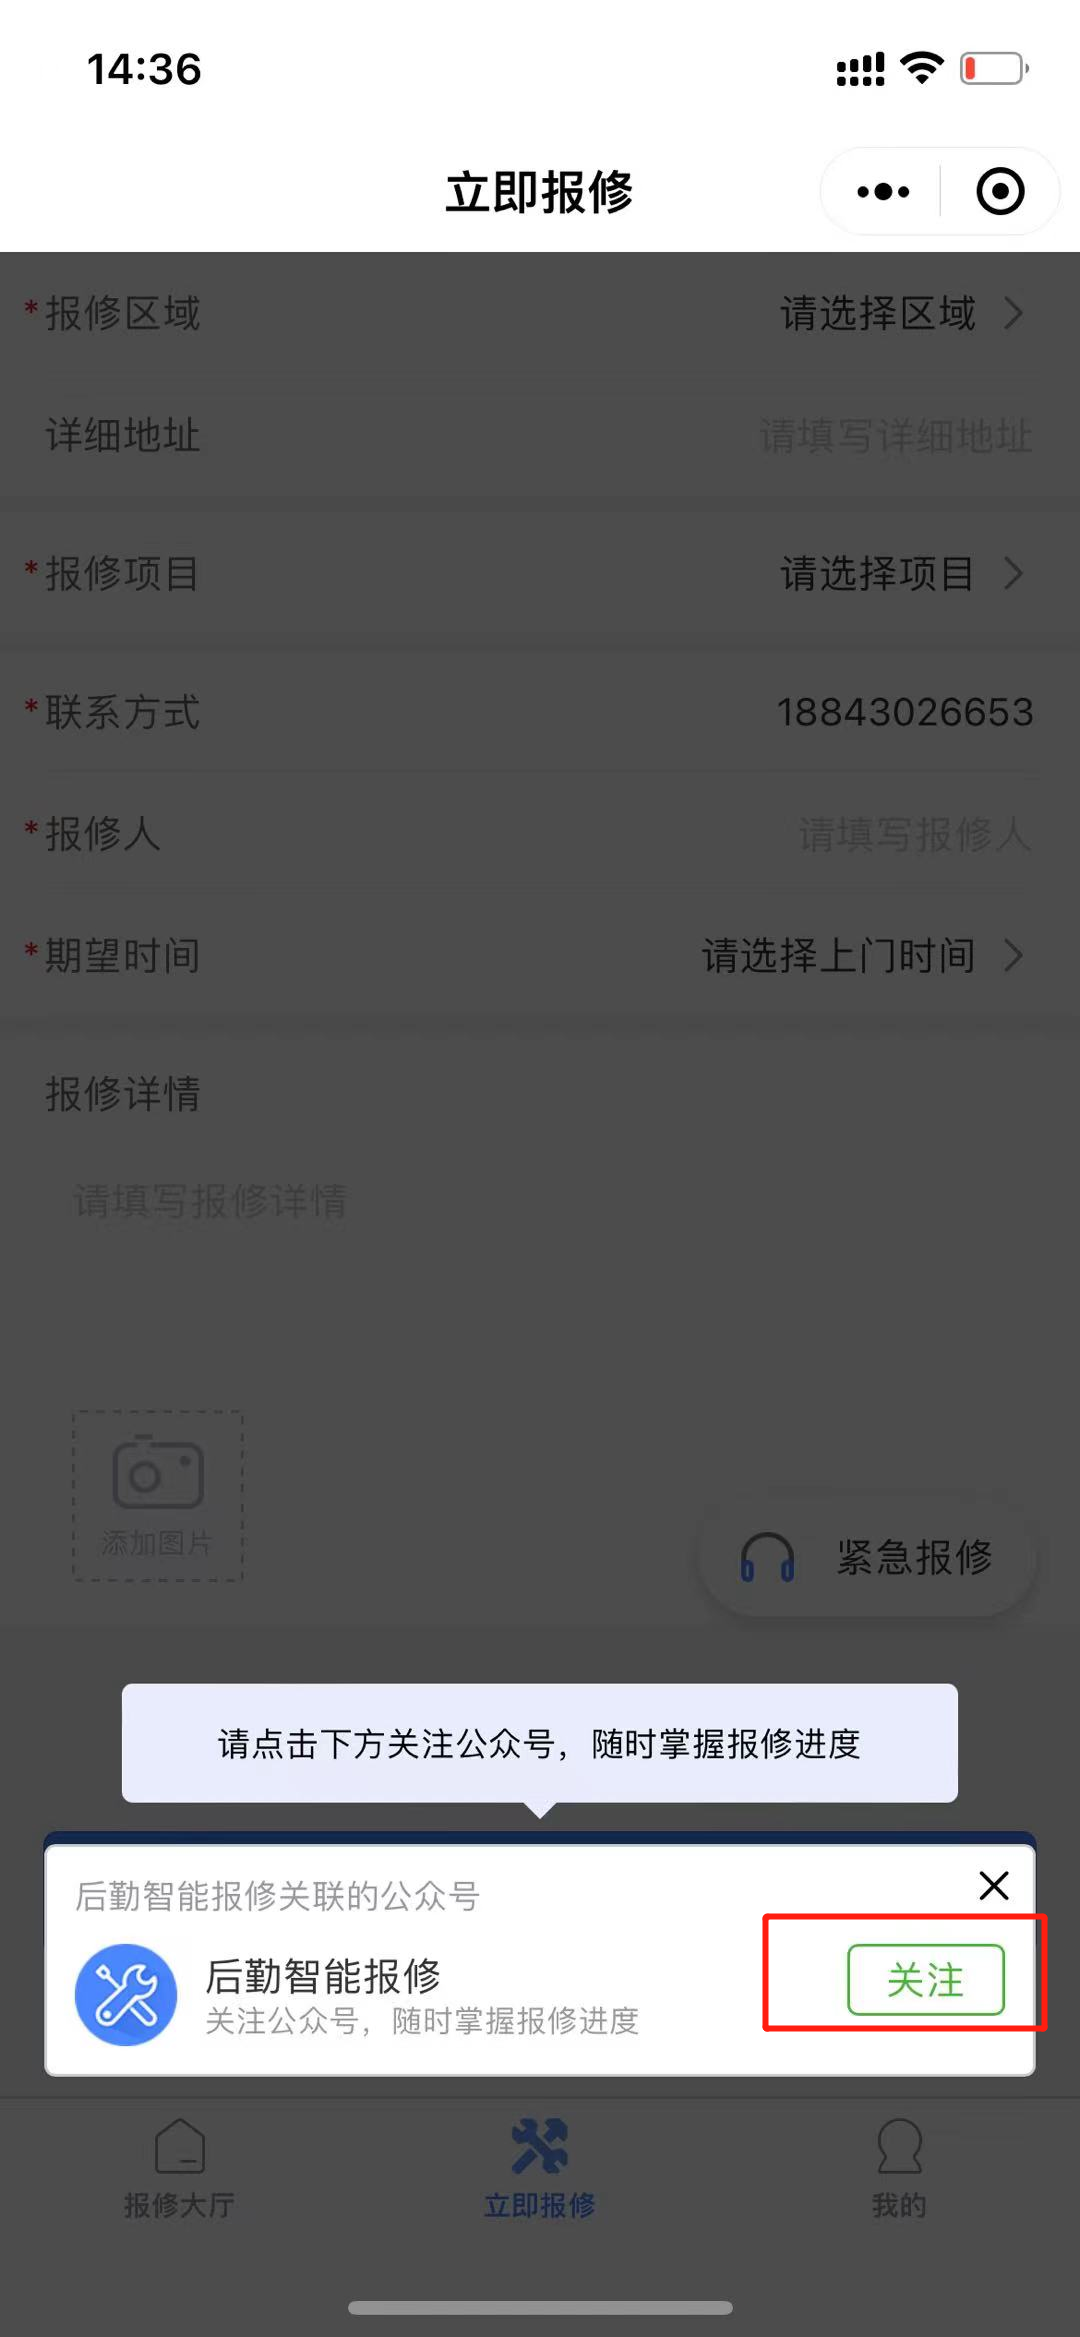 14:36
立即报修
*报修区域 请选择区域
详细地址 请填写详细地址
*报修项目 请选择项目
*联系方式 18843026653
*报修人 请填写报修人
*期望时间 请选择上门时间
报修详情
请填写报修详情
添加图片
紧急报修
请点击下方关注公众号，随时掌握报修进度
后勤智能报修关联的公众号
后勤智能报修
关注公众号，随时掌握报修进度
关注
报修大厅 立即报修 我的